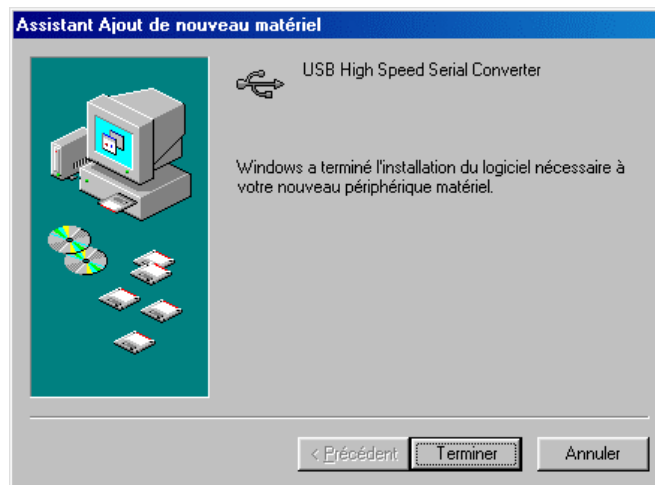 Assistant Ajout de nouveau matériel
USB High Speed Serial Converter
Windows a terminé l'installation du logiciel nécessaire à
votre nouveau périphérique matériel.
< Précédent
Terminer
Annuler